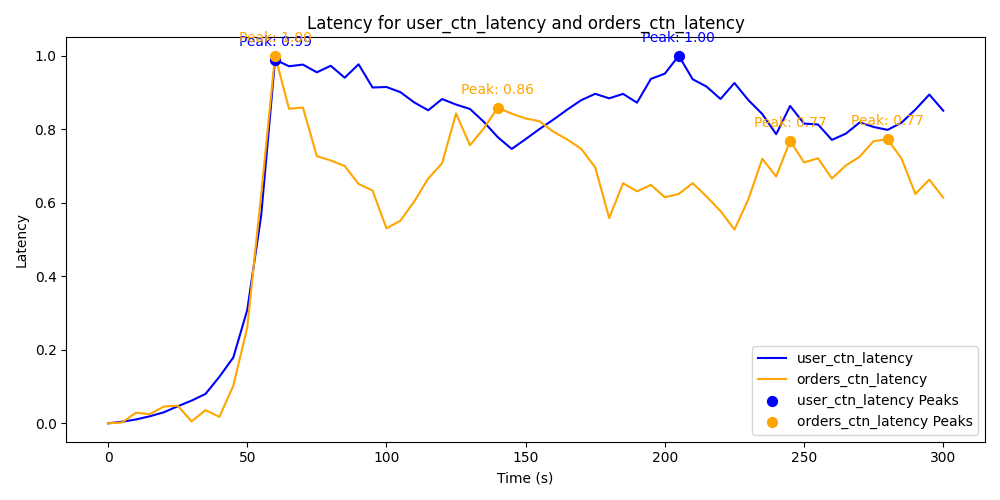 Latency for user_ctn_latency and orders_ctn_latency
Peak: 1.00
Peak: 0.99
Peak: 1.00
Peak: 0.86
Peak: 0.77
Peak: 0.77
1.0
0.8
0.6
0.4
0.2
0.0
Latency
0
50
100
150
200
250
300
Time (s)
user_ctn_latency
orders_ctn_latency
user_ctn_latency Peaks
orders_ctn_latency Peaks